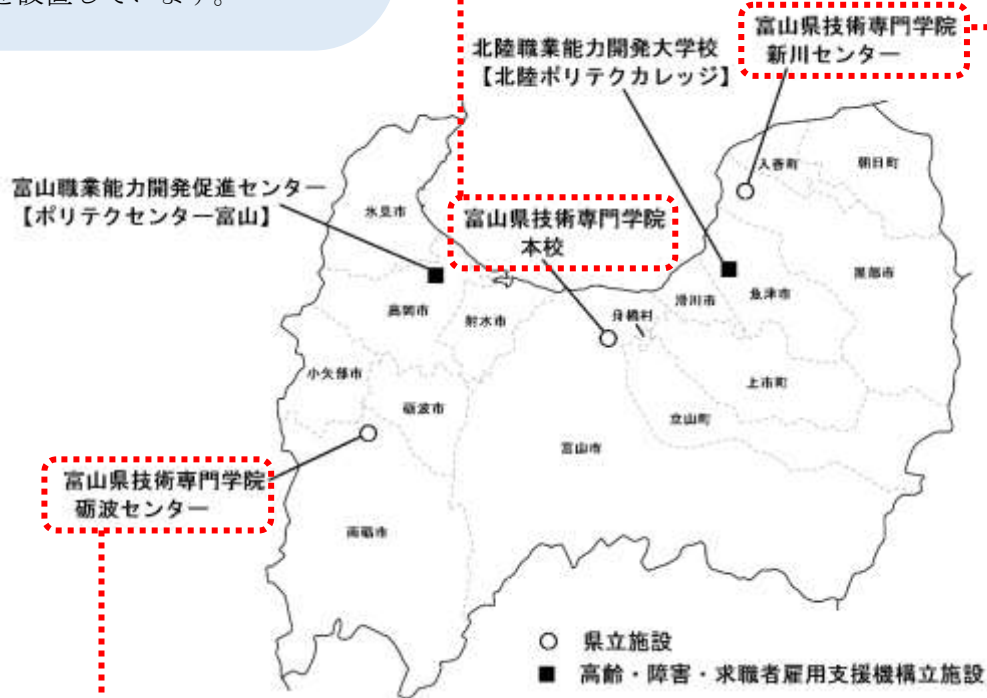 を設置しています。
富山県技術専門学院
新川センター
北陸職業能力開発大学校
【北陸ポリテクカレッジ】
富山職業能力開発促進センター
【ポリテクセンター富山】
富山県技術専門学院
本校
入善町
朝日町
氷見市
黒部市
魚津市
滑川市
舟橋村
高岡市
射水市
小矢部市
砺波市
上市町
立山町
富山市
富山県技術専門学院
砺波センター
南砺市
○ 県立施設
■ 高齢・障害・求職者雇用支援機構立施設